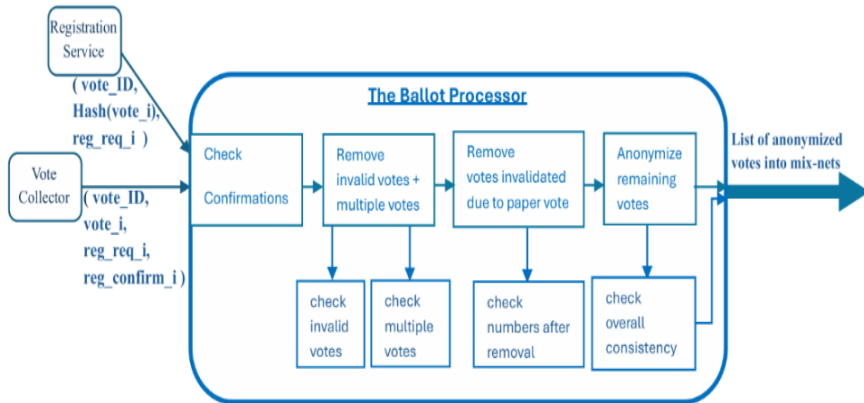 Registration
Service
( vote_ID,
Hash(vote_i),
reg_req_i )
Vote
Collector
( vote_ID,
vote_i,
reg_req_i,
reg_confirm_i )
The Ballot Processor
Check
Confirmations
Remove
invalid votes +
multiple votes
Remove
votes invalidated
due to paper vote
Anonymize
remaining
votes
check
invalid
votes
check
multiple
votes
check
numbers after
removal
check
overall
consistency
List of anonymized
votes into mix-nets